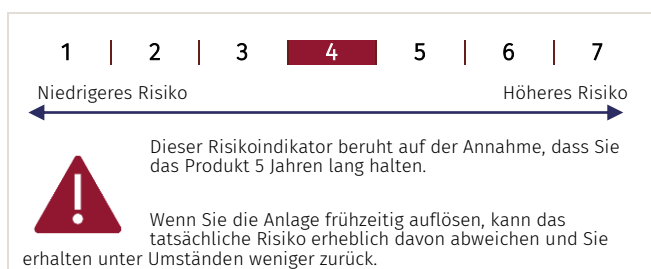 1 | 2 | 3 | 4 | 5 | 6 | 7
Niedrigeres Risiko Höheres Risiko
Dieser Risikoindikator beruht auf der Annahme, dass Sie
das Produkt 5 Jahren lang halten.
Wenn Sie die Anlage frühzeitig auflösen, kann das
tatsächliche Risiko erheblich davon abweichen und Sie
erhalten unter Umständen weniger zurück.